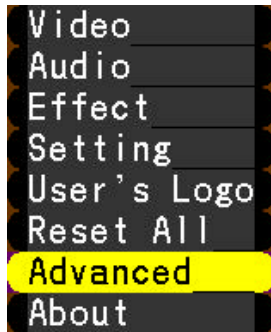 Video
Audio
Effect
Setting
User's Logo
Reset All
Advanced
About